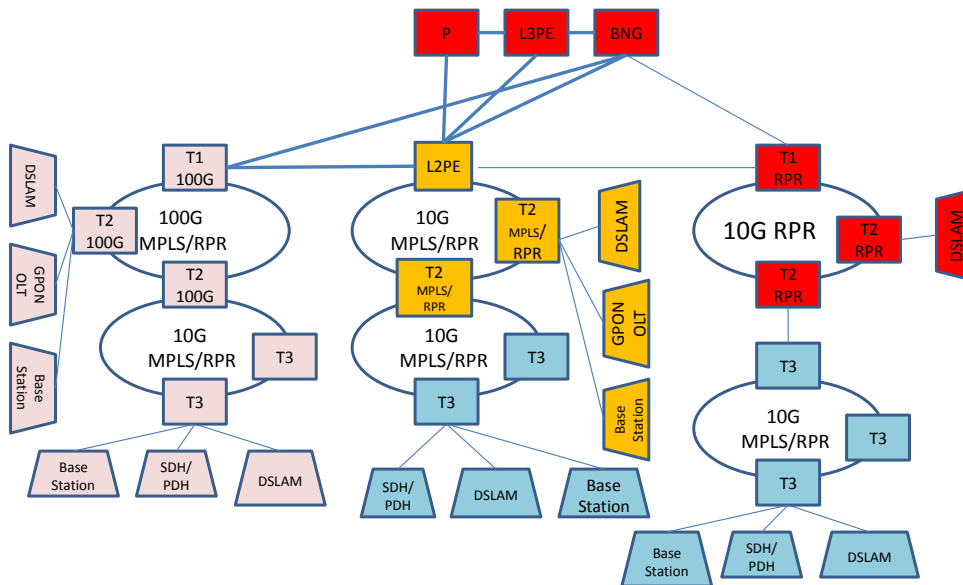 P
L3PE
BNG
DSLAM
T1
100G
L2PE
T1
RPR
T2
100G
100G
MPLS/RPR
10G
MPLS/RPR
T2
MPLS/
RPR
DSLAM
10G RPR
T2
RPR
DSLAM
GPON
OLT
T2
100G
T2
MPLS/
RPR
T2
RPR
GPON
OLT
10G
MPLS/RPR
T3
10G
MPLS/RPR
T3
T3
Base
Station
T3
T3
Base
Station
10G
MPLS/RPR
T3
Base
Station
SDH/
PDH
DSLAM
SDH/
PDH
DSLAM
Base
Station
T3
Base
Station
SDH/
PDH
DSLAM